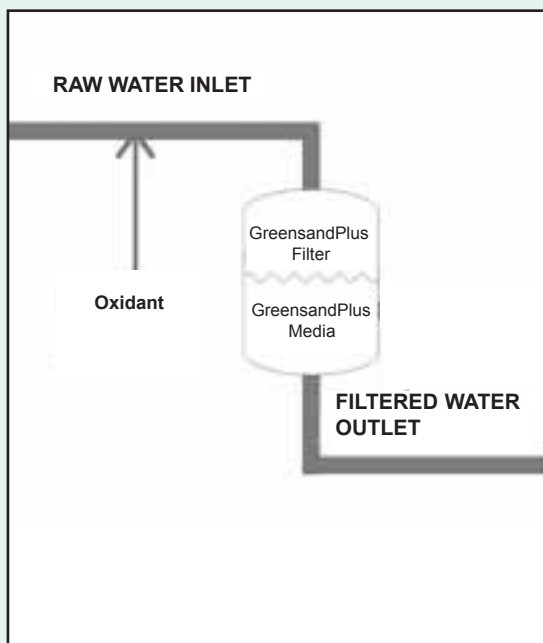 RAW WATER INLET
GreensandPlus
Filter
Oxidant
GreensandPlus
Media
FILTERED WATER
OUTLET